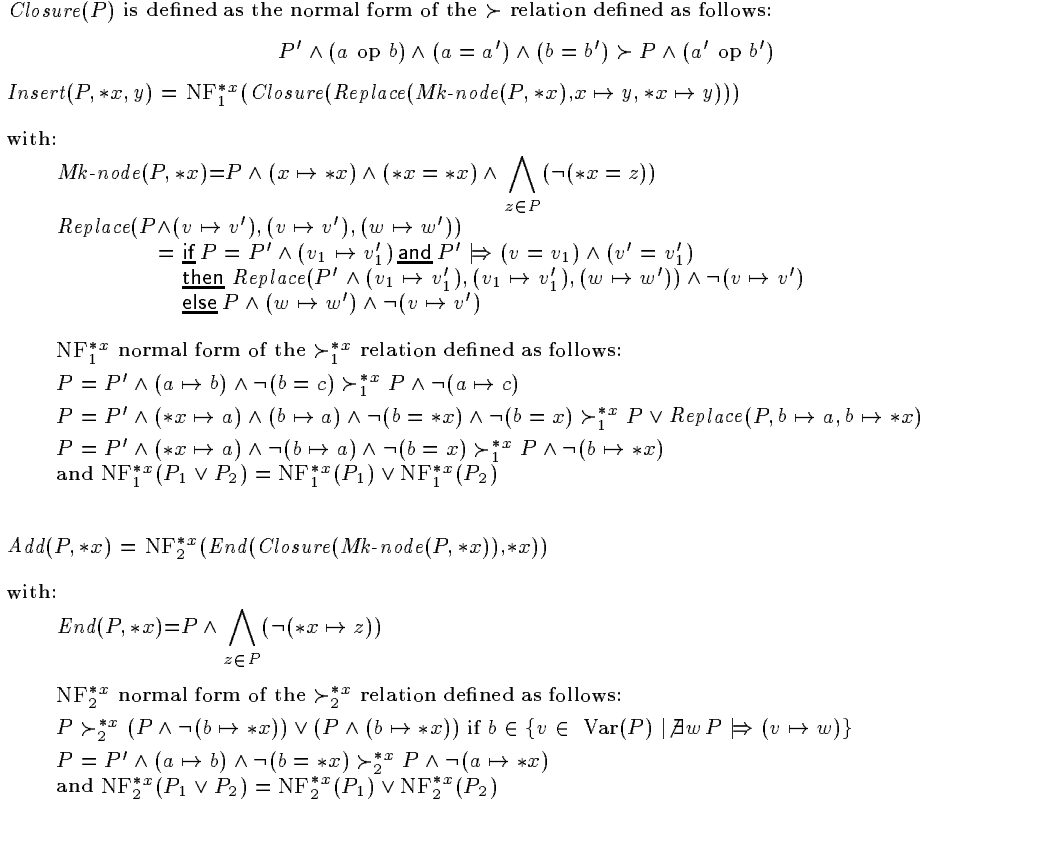 Closure(P) is defined as the normal form of the ≻ relation defined as follows:
P′ ∧ (a op b) ∧ (a = a′) ∧ (b = b′) ≻ P ∧ (a′ op b′)
Insert(P, ∗x, y) = NF₁^{∗x}(Closure(Replace(Mk-node(P, ∗x),x ↦ y, ∗x ↦ y)))
with:
Mk-node(P, ∗x)=P ∧ (x ↦ ∗x) ∧ (∗x = ∗x) ∧ ⋀_{z∈P} (¬(∗x = z))
Replace(P∧(v ↦ v′), (v ↦ v′), (w ↦ w′))
= if P = P′ ∧ (v₁ ↦ v₁′) and P′ |⇒ (v = v₁) ∧ (v′ = v₁′)
then Replace(P′ ∧ (v₁ ↦ v₁′), (v₁ ↦ v₁′), (w ↦ w′)) ∧ ¬(v ↦ v′)
else P ∧ (w ↦ w′) ∧ ¬(v ↦ v′)
NF₁^{∗x} normal form of the ≻₁^{∗x} relation defined as follows:
P = P′ ∧ (a ↦ b) ∧ ¬(b = c) ≻₁^{∗x} P ∧ ¬(a ↦ c)
P = P′ ∧ (∗x ↦ a) ∧ (b ↦ a) ∧ ¬(b = ∗x) ∧ ¬(b = x) ≻₁^{∗x} P ∨ Replace(P, b ↦ a, b ↦ ∗x)
P = P′ ∧ (∗x ↦ a) ∧ ¬(b ↦ a) ∧ ¬(b = x) ≻₁^{∗x} P ∧ ¬(b ↦ ∗x)
and NF₁^{∗x}(P₁ ∨ P₂) = NF₁^{∗x}(P₁) ∨ NF₁^{∗x}(P₂)
Add(P, ∗x) = NF₂^{∗x}(End(Closure(Mk-node(P, ∗x)),∗x))
with:
End(P, ∗x)=P ∧ ⋀_{z∈P} (¬(∗x ↦ z))
NF₂^{∗x} normal form of the ≻₂^{∗x} relation defined as follows:
P ≻₂^{∗x} (P ∧ ¬(b ↦ ∗x)) ∨ (P ∧ (b ↦ ∗x)) if b ∈ {v ∈ Var(P) | ∄w P |⇒ (v ↦ w)}
P = P′ ∧ (a ↦ b) ∧ ¬(b = ∗x) ≻₂^{∗x} P ∧ ¬(a ↦ ∗x)
and NF₂^{∗x}(P₁ ∨ P₂) = NF₂^{∗x}(P₁) ∨ NF₂^{∗x}(P₂)